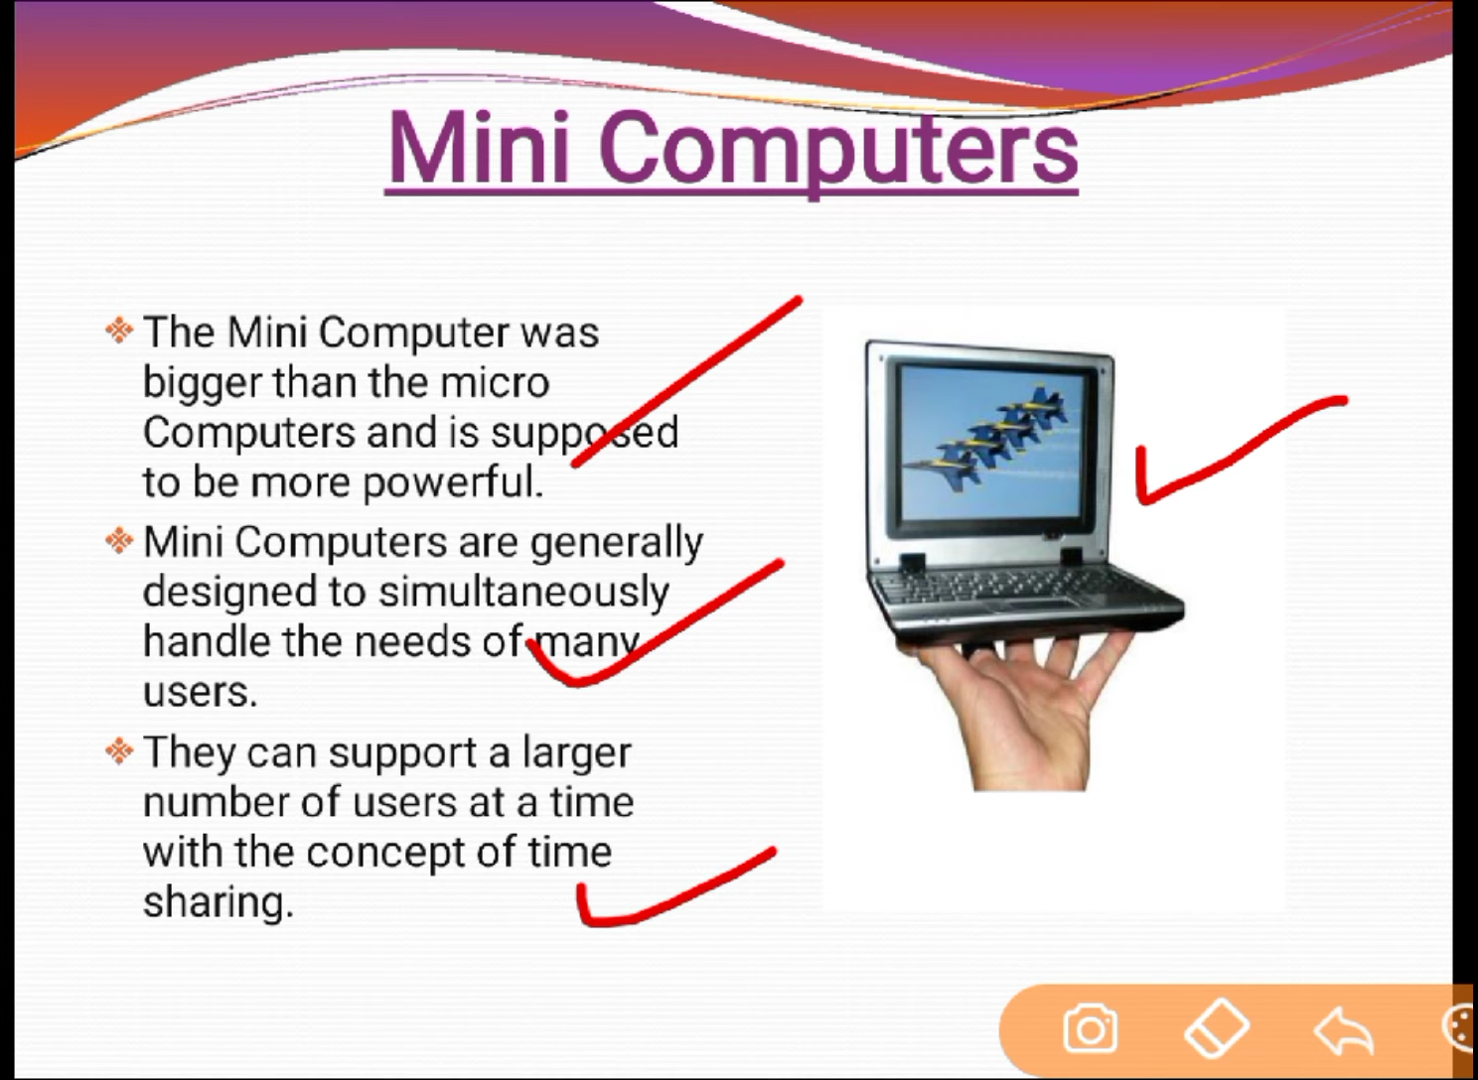 Mini Computers
The Mini Computer was
bigger than the micro
Computers and is supposed
to be more powerful.
Mini Computers are generally
designed to simultaneously
handle the needs of many
users.
They can support a larger
number of users at a time
with the concept of time
sharing.